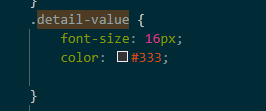 }
.detail-value {
font-size: 16px;
color: #333;
}